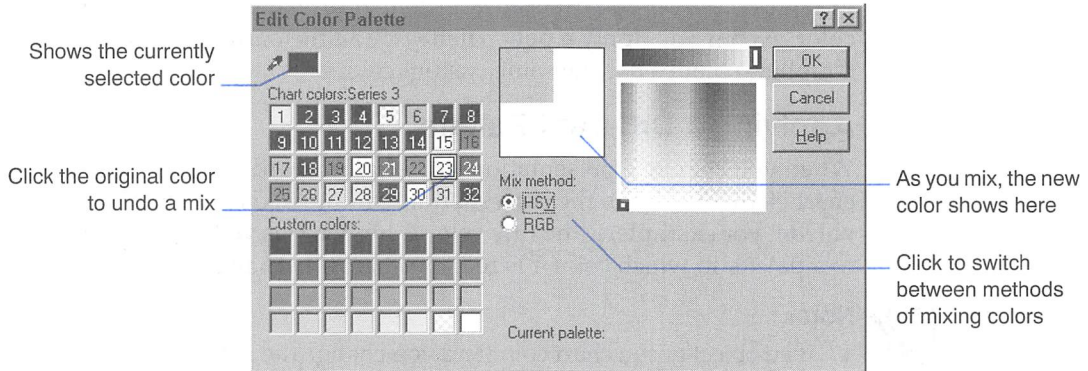 Edit Color Palette
Shows the currently
selected color
Click the original color
to undo a mix
Chart colors:Series 3
1 2 3 4 5 6 7 8
9 10 11 12 13 14 15 16
17 18 19 20 21 22 23 24
25 26 27 28 29 30 31 32
Custom colors:
Mix method:
HSV
RGB
Current palette:
OK
Cancel
Help
As you mix, the new
color shows here
Click to switch
between methods
of mixing colors